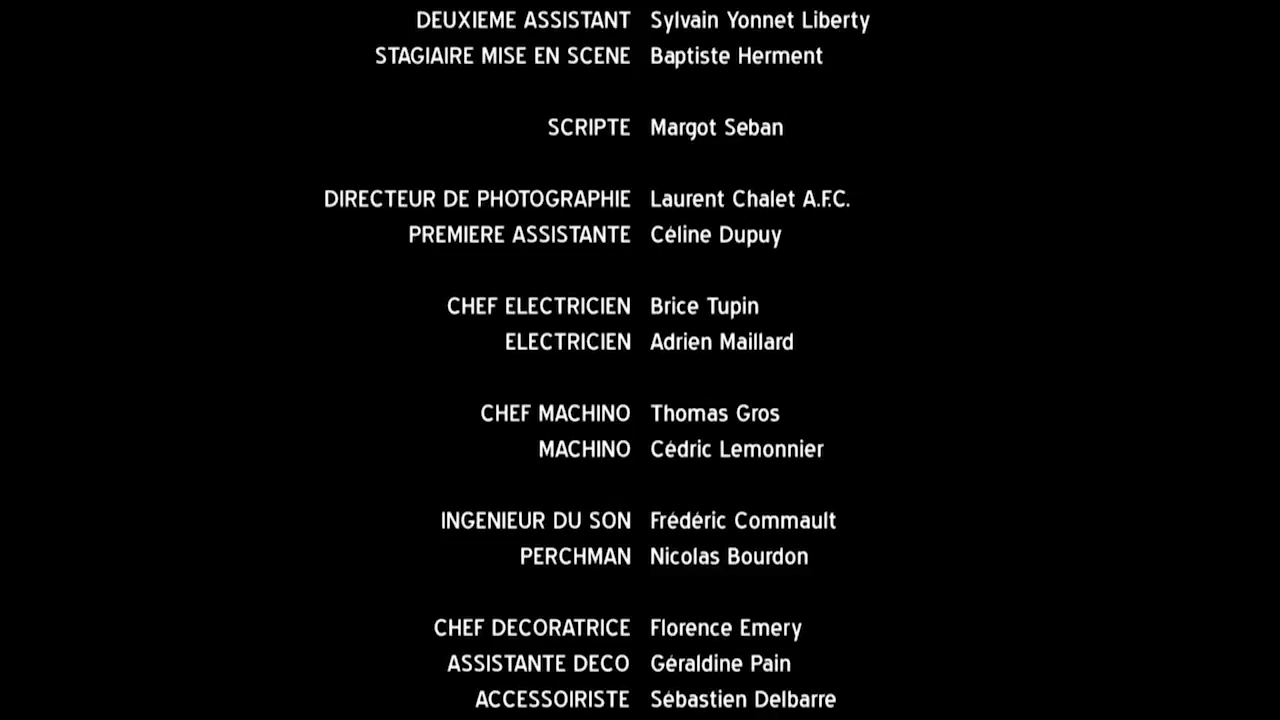 DEUXIEME ASSISTANT Sylvain Yonnet Liberty
STAGIAIRE MISE EN SCENE Baptiste Herment
SCRIPTE Margot Seban
DIRECTEUR DE PHOTOGRAPHIE Laurent Chalet A.F.C.
PREMIERE ASSISTANTE Céline Dupuy
CHEF ELECTRICIEN Brice Tupin
ELECTRICIEN Adrien Maillard
CHEF MACHINO Thomas Gros
MACHINO Cédric Lemonnier
INGENIEUR DU SON Frédéric Commault
PERCHMAN Nicolas Bourdon
CHEF DECORATRICE Florence Emery
ASSISTANTE DECO Géraldine Pain
ACCESSOIRISTE Sébastien Delbarre